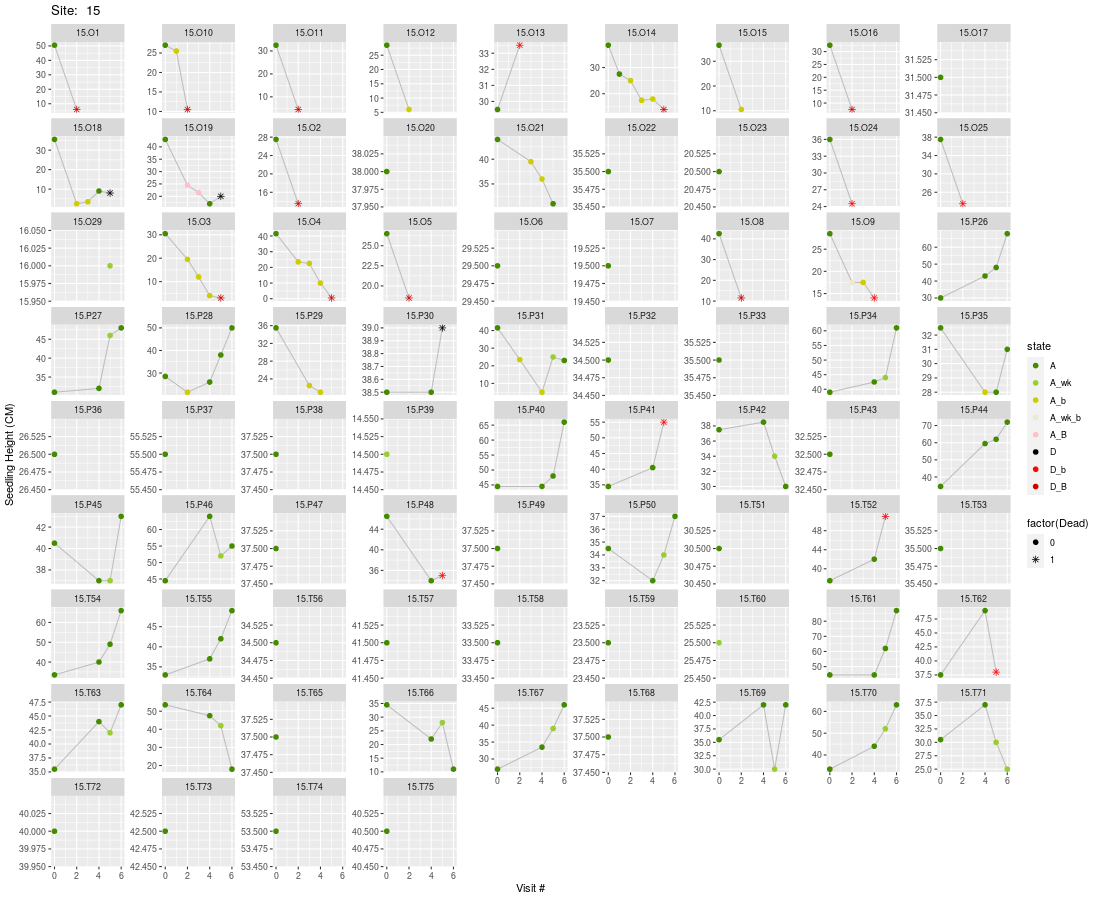 Site: 15
15.O1 15.O10 15.O11 15.O12 15.O13 15.O14 15.O15 15.O16 15.O17
50 40 30 20 10
25 20 15 10
30 20 10
25 20 15 10 5
33 32 31 30
30 20
30 20 10
30 25 20 15 10
31.525 31.500 31.475 31.450
15.O18 15.O19 15.O2 15.O20 15.O21 15.O22 15.O23 15.O24 15.O25
30 20 10
40 35 30 25 20
28 24 20 16
38.025 38.000 37.975 37.950
40 35
35.525 35.500 35.475 35.450
20.525 20.500 20.475 20.450
36 33 30 27 24
38 34 30 26
15.O29 15.O3 15.O4 15.O5 15.O6 15.O7 15.O8 15.O9 15.P26
16.050 16.025 16.000 15.975 15.950
30 20 10
40 30 20 10 0
25.0 22.5 20.0
29.525 29.500 29.475 29.450
19.525 19.500 19.475 19.450
40 30 20 10
25 20 15
60 50 40 30
15.P27 15.P28 15.P29 15.P30 15.P31 15.P32 15.P33 15.P34 15.P35
45 40 35
50 40 30
36 32 28 24
39.0 38.8 38.6 38.5
40 30 20 10
34.525 34.500 34.475 34.450
35.525 35.500 35.475 35.450
60 55 50 45 40
32 31 30 29 28
15.P36 15.P37 15.P38 15.P39 15.P40 15.P41 15.P42 15.P43 15.P44
26.525 26.500 26.475 26.450
55.525 55.500 55.475 55.450
37.525 37.500 37.475 37.450
14.550 14.525 14.500 14.475 14.450
65 60 55 50 45
55 50 45 40 35
38 36 34 32 30
32.525 32.500 32.475 32.450
70 60 50 40
15.P45 15.P46 15.P47 15.P48 15.P49 15.P50 15.T51 15.T52 15.T53
42 40 38
60 55 50 45
37.525 37.500 37.475 37.450
44 40 36
37.525 37.500 37.475 37.450
37 36 35 34 33 32
30.525 30.500 30.475 30.450
48 44 40
35.525 35.500 35.475 35.450
15.T54 15.T55 15.T56 15.T57 15.T58 15.T59 15.T60 15.T61 15.T62
60 50 40
45 40 35
34.525 34.500 34.475 34.450
41.525 41.500 41.475 41.450
33.525 33.500 33.475 33.450
23.525 23.500 23.475 23.450
25.525 25.500 25.475 25.450
80 70 60 50
47.5 45.0 42.5 40.0 37.5
15.T63 15.T64 15.T65 15.T66 15.T67 15.T68 15.T69 15.T70 15.T71
47.5 45.0 42.5 40.0 37.5 35.0
50 40 30 20
37.525 37.500 37.475 37.450
35 30 25 20 15 10
45 40 35 30
37.525 37.500 37.475 37.450
42.5 40.0 37.5 35.0 32.5 30.0
60 50 40
37.5 35.0 32.5 30.0 27.5 25.0
0 2 4 6 0 2 4 6 0 2 4 6 0 2 4 6 0 2 4 6
15.T72 15.T73 15.T74 15.T75
40.025 40.000 39.975 39.950
42.525 42.500 42.475 42.450
53.525 53.500 53.475 53.450
40.525 40.500 40.475 40.450
0 2 4 6 0 2 4 6 0 2 4 6 0 2 4 6
Visit #
Seedling Height (CM)
state
A
A_wk
A_b
A_wk_b
A_B
D
D_b
D_B
factor(Dead)
0
1